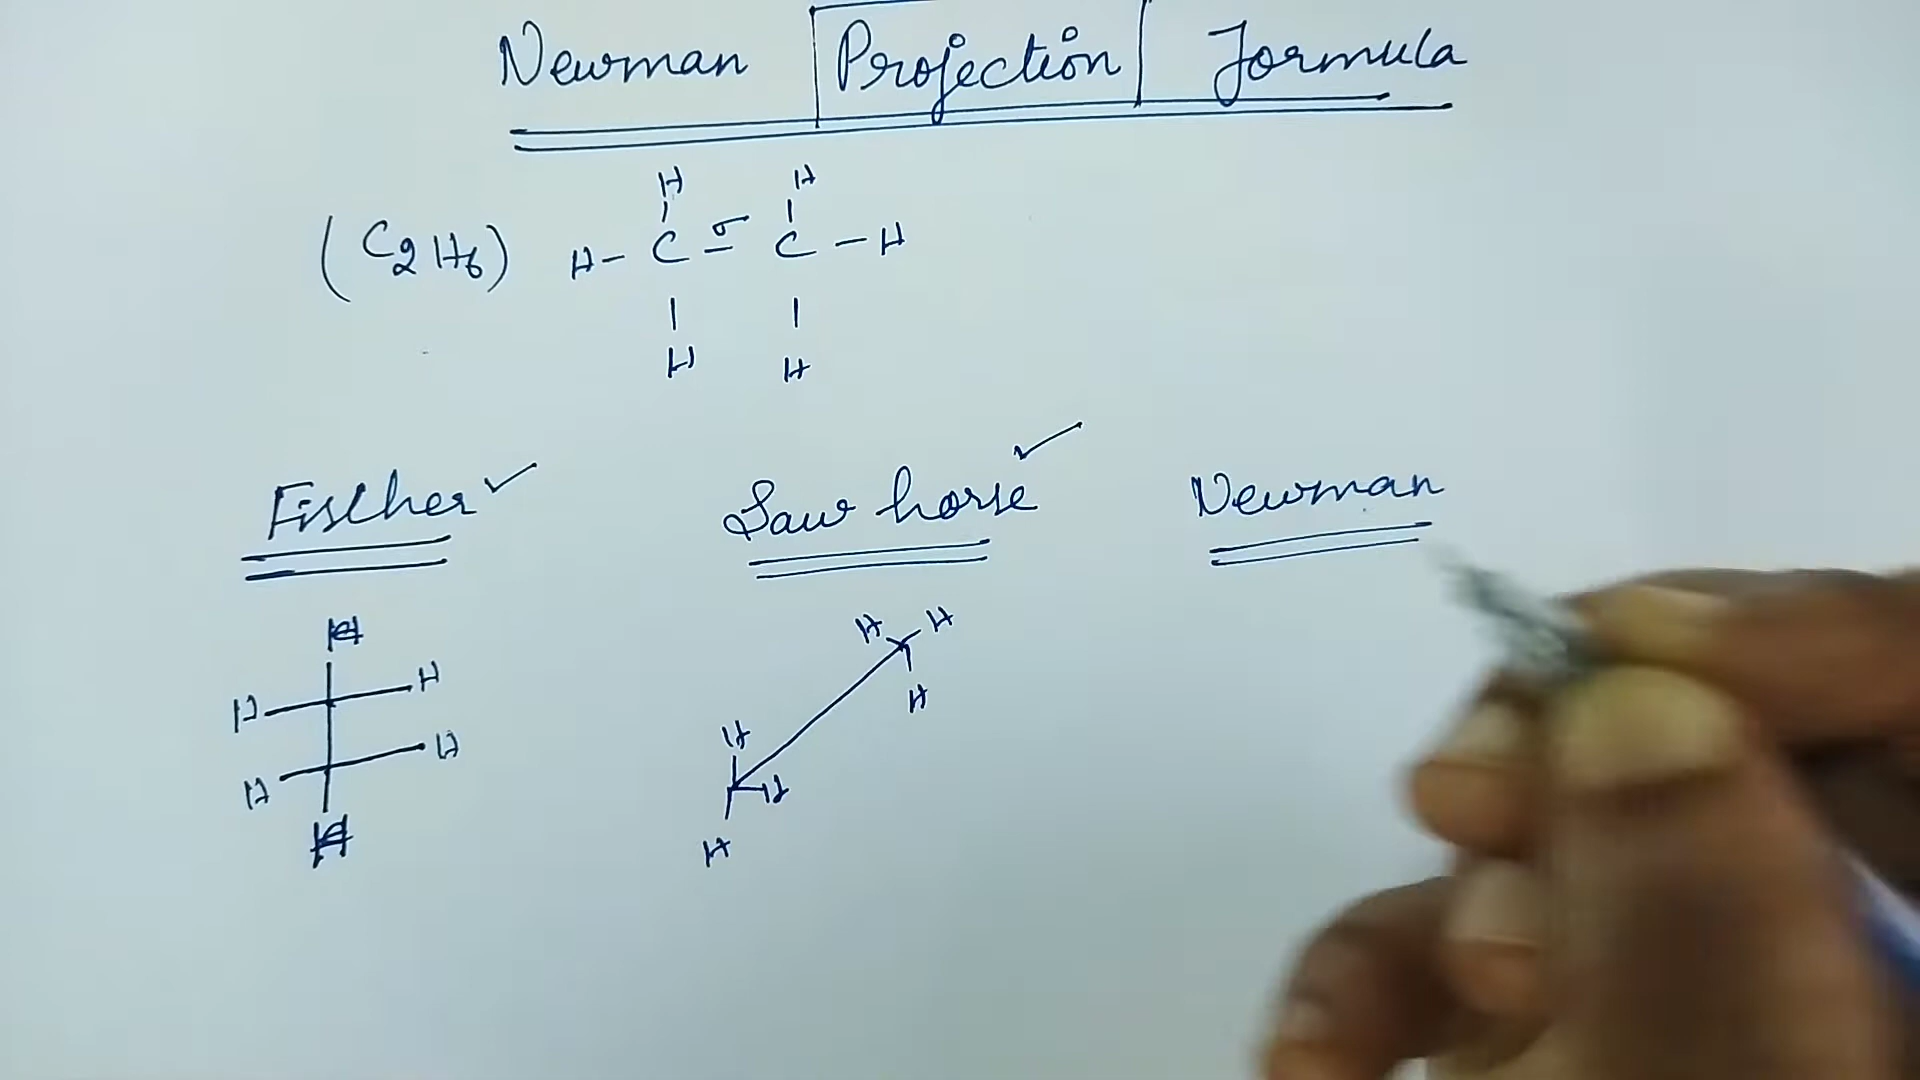 Newman Projection Formula
H H
(C2H6) H- C σ- C -H
H H
Fischer ✓ Saw horse ✓ Newman
H
H H
H H
H
H H
H
H
H
H